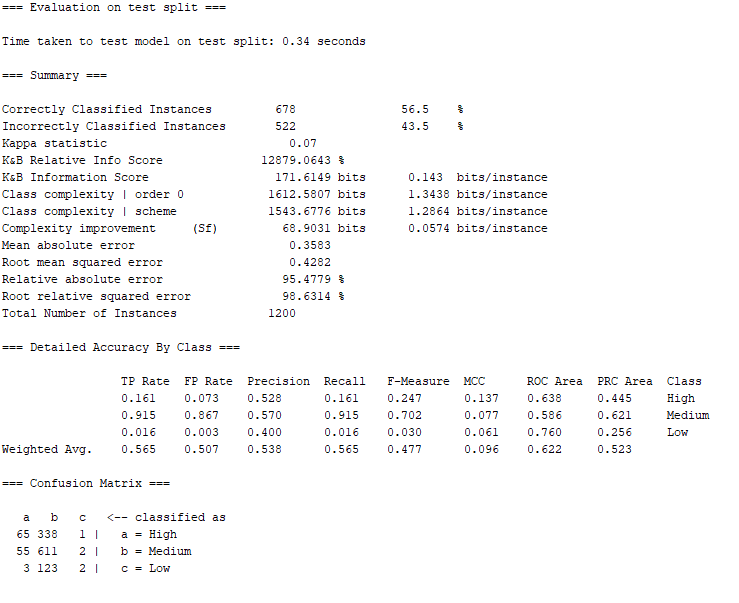 === Evaluation on test split ===
Time taken to test model on test split: 0.34 seconds
=== Summary ===
Correctly Classified Instances 678 56.5 %
Incorrectly Classified Instances 522 43.5 %
Kappa statistic 0.07
K&B Relative Info Score 12879.0643 %
K&B Information Score 171.6149 bits 0.143 bits/instance
Class complexity | order 0 1612.5807 bits 1.3438 bits/instance
Class complexity | scheme 1543.6776 bits 1.2864 bits/instance
Complexity improvement (Sf) 68.9031 bits 0.0574 bits/instance
Mean absolute error 0.3583
Root mean squared error 0.4282
Relative absolute error 95.4779 %
Root relative squared error 98.6314 %
Total Number of Instances 1200
=== Detailed Accuracy By Class ===
TP Rate FP Rate Precision Recall F-Measure MCC ROC Area PRC Area Class
0.161 0.073 0.528 0.161 0.247 0.137 0.638 0.445 High
0.915 0.867 0.570 0.915 0.702 0.077 0.586 0.621 Medium
0.016 0.003 0.400 0.016 0.030 0.061 0.760 0.256 Low
Weighted Avg. 0.565 0.507 0.538 0.565 0.477 0.096 0.622 0.523
=== Confusion Matrix ===
a b c <-- classified as
65 338 1 | a = High
55 611 2 | b = Medium
3 123 2 | c = Low